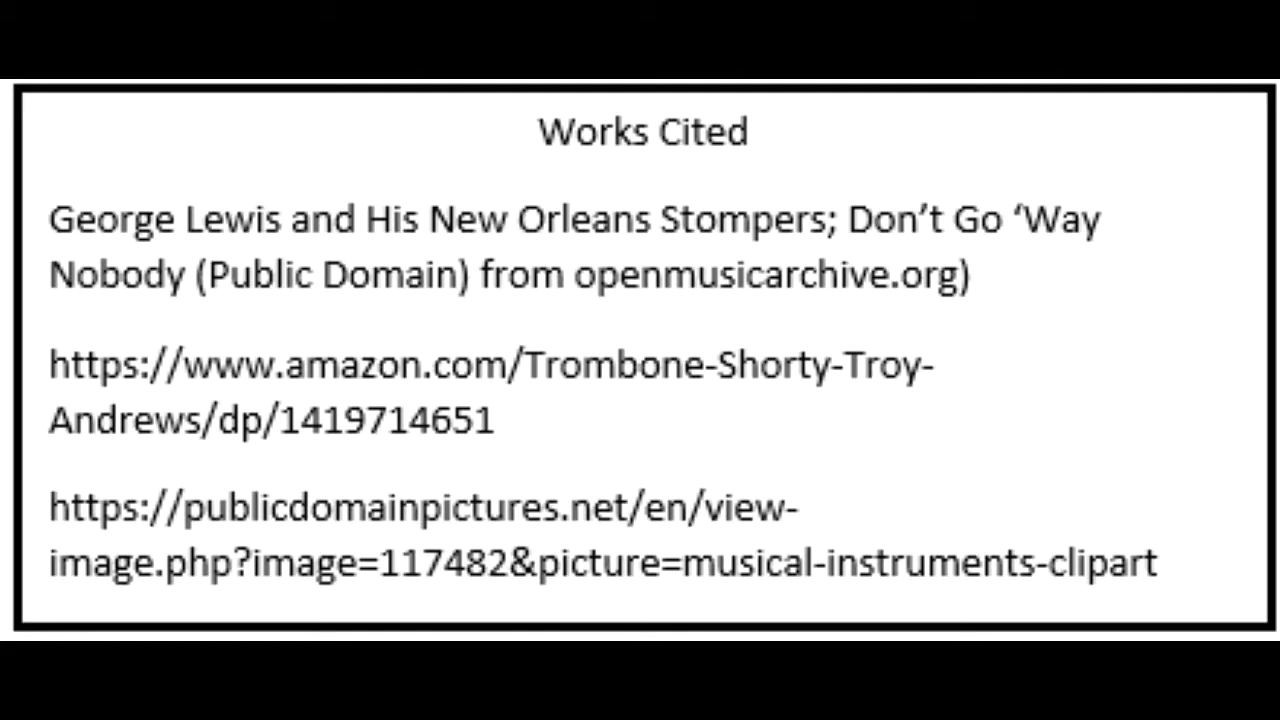 Works Cited
George Lewis and His New Orleans Stompers; Don’t Go ‘Way
Nobody (Public Domain) from openmusicarchive.org)
https://www.amazon.com/Trombone-Shorty-Troy-
Andrews/dp/1419714651
https://publicdomainpictures.net/en/view-
image.php?image=117482&picture=musical-instruments-clipart